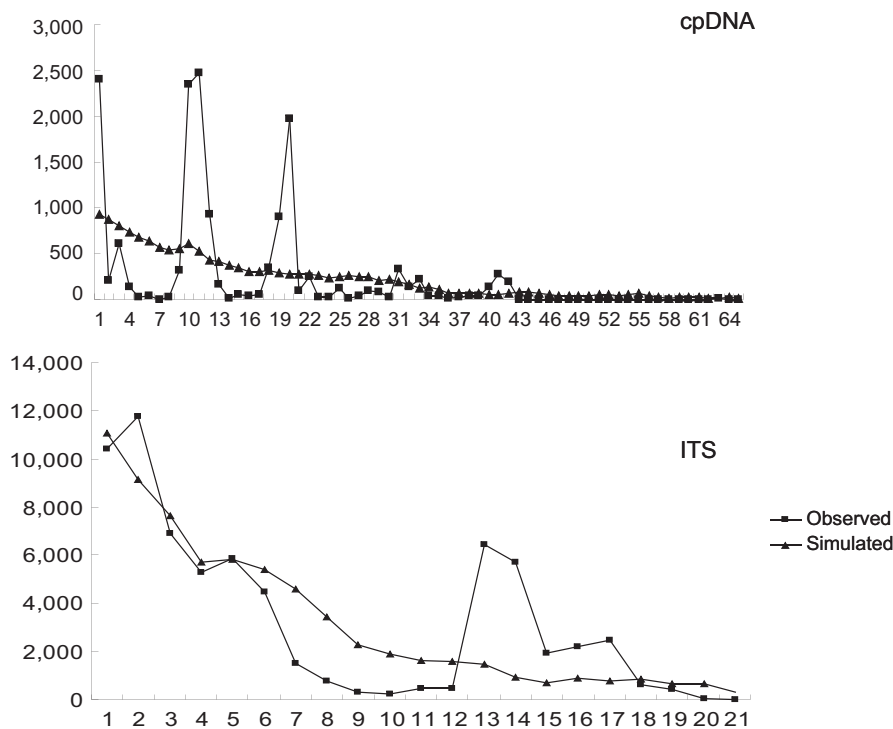 cpDNA
3,000
2,500
2,000
1,500
1,000
500
0
1 4 7 10 13 16 19 22 25 28 31 34 37 40 43 46 49 52 55 58 61 64
14,000
12,000
10,000
8,000
6,000
4,000
2,000
0
ITS
Observed
Simulated
1 2 3 4 5 6 7 8 9 10 11 12 13 14 15 16 17 18 19 20 21